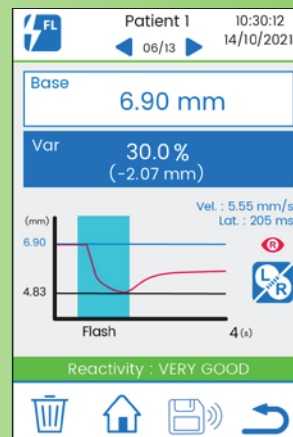 FL
Patient 1
06/13
10:30:12
14/10/2021
Base
6.90 mm
Var
30.0 %
(-2.07 mm)
Vel. : 5.55 mm/s
Lat. : 205 ms
(mm)
6.90
4.83
R
L/R
Flash
4(s)
Reactivity : VERY GOOD